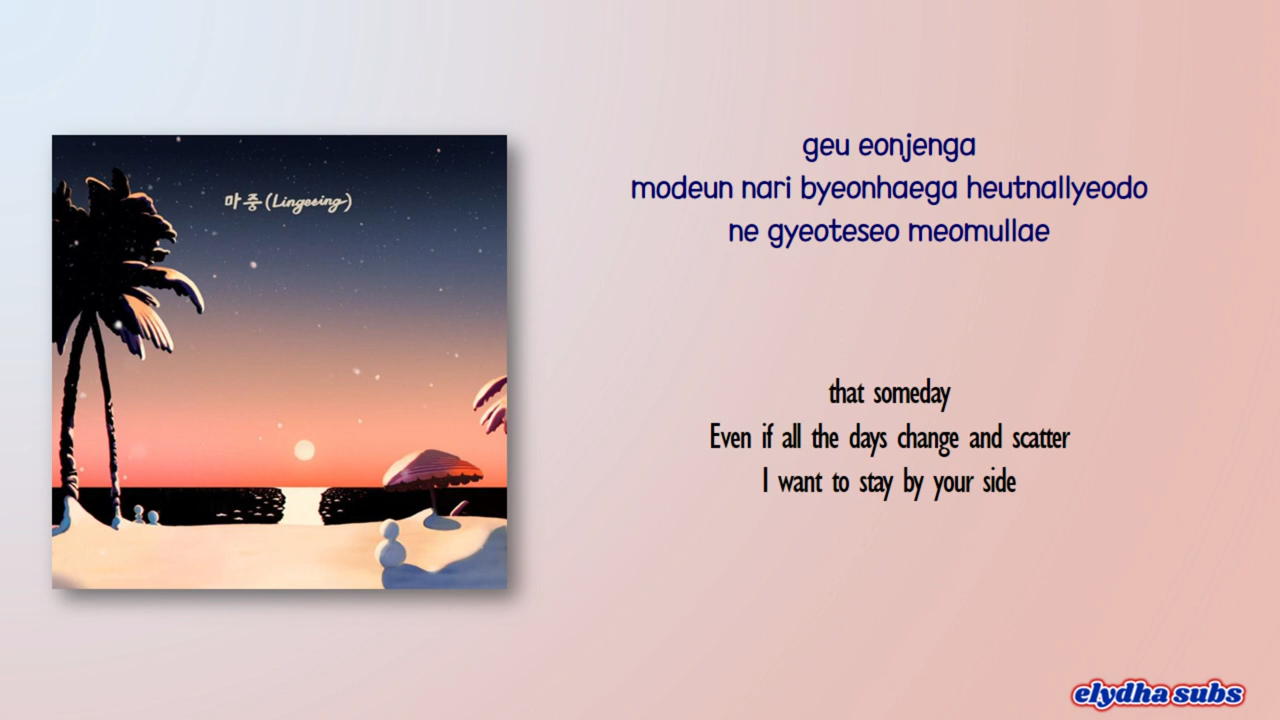 마중 (Lingeeing)
geu eonjenga
modeun nari byeonhaega heutnallyeodo
ne gyeoteseo meomullae
that someday
Even if all the days change and scatter
I want to stay by your side
elydha subs